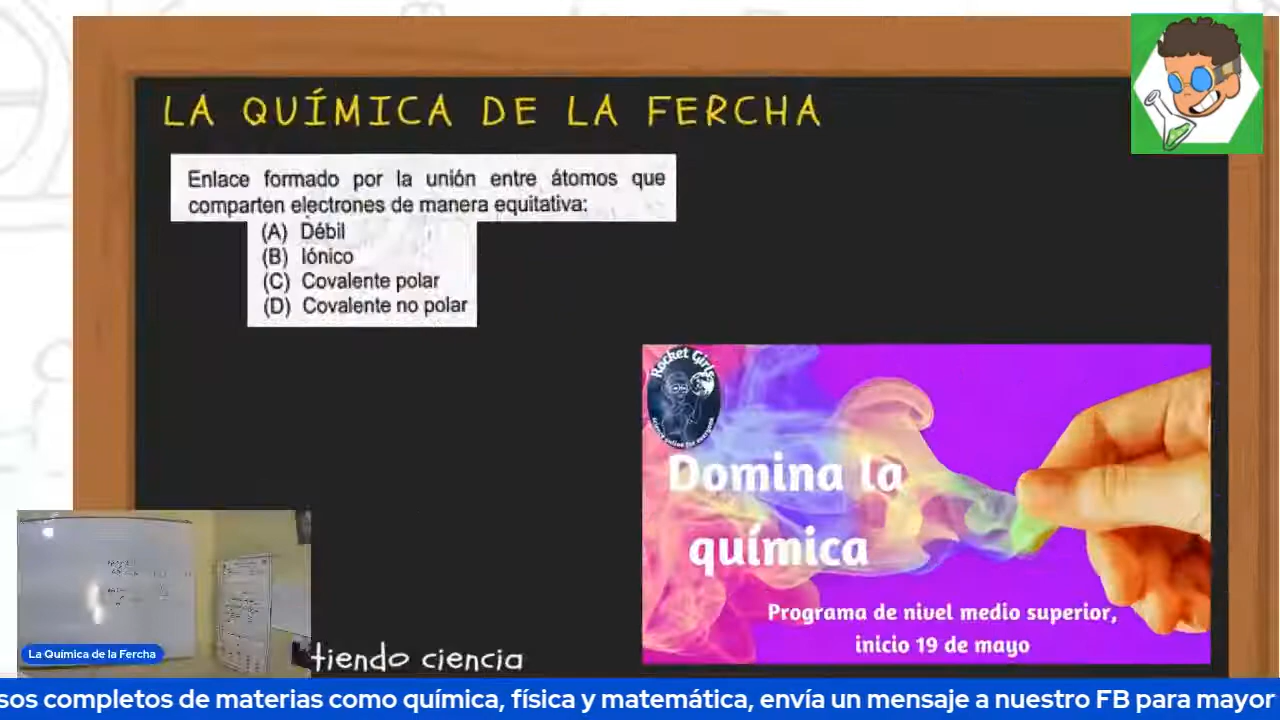 LA QUÍMICA DE LA FERCHA
Enlace formado por la unión entre átomos que
comparten electrones de manera equitativa:
(A) Débil
(B) Iónico
(C) Covalente polar
(D) Covalente no polar
Rocket Girls
Domina la
química
Programa de nivel medio superior,
inicio 19 de mayo
La Química de la Fercha
tiendo ciencia
sos completos de materias como química, física y matemática, envía un mensaje a nuestro FB para mayor